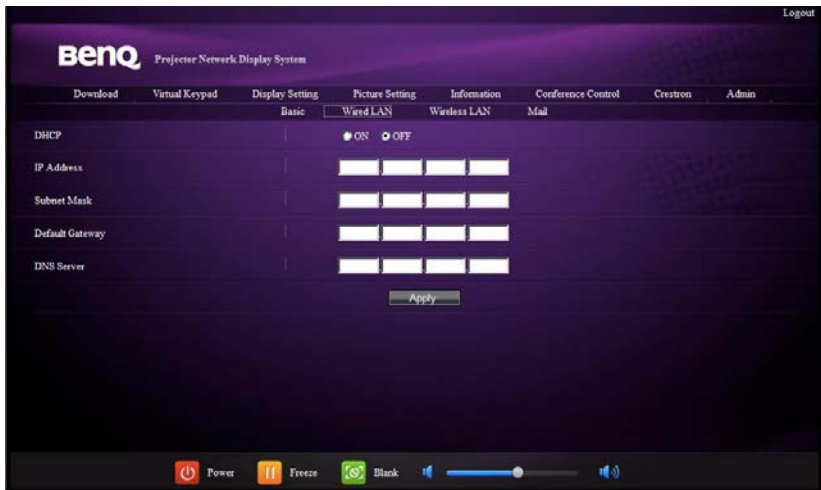 Logout
BenQ Projector Network Display System
Download Virtual Keypad Display Setting Picture Setting Information Conference Control Crestron Admin
Basic Wired LAN Wireless LAN Mail
DHCP ON OFF
IP Address
Subnet Mask
Default Gateway
DNS Server
Apply
Power Freeze Blank